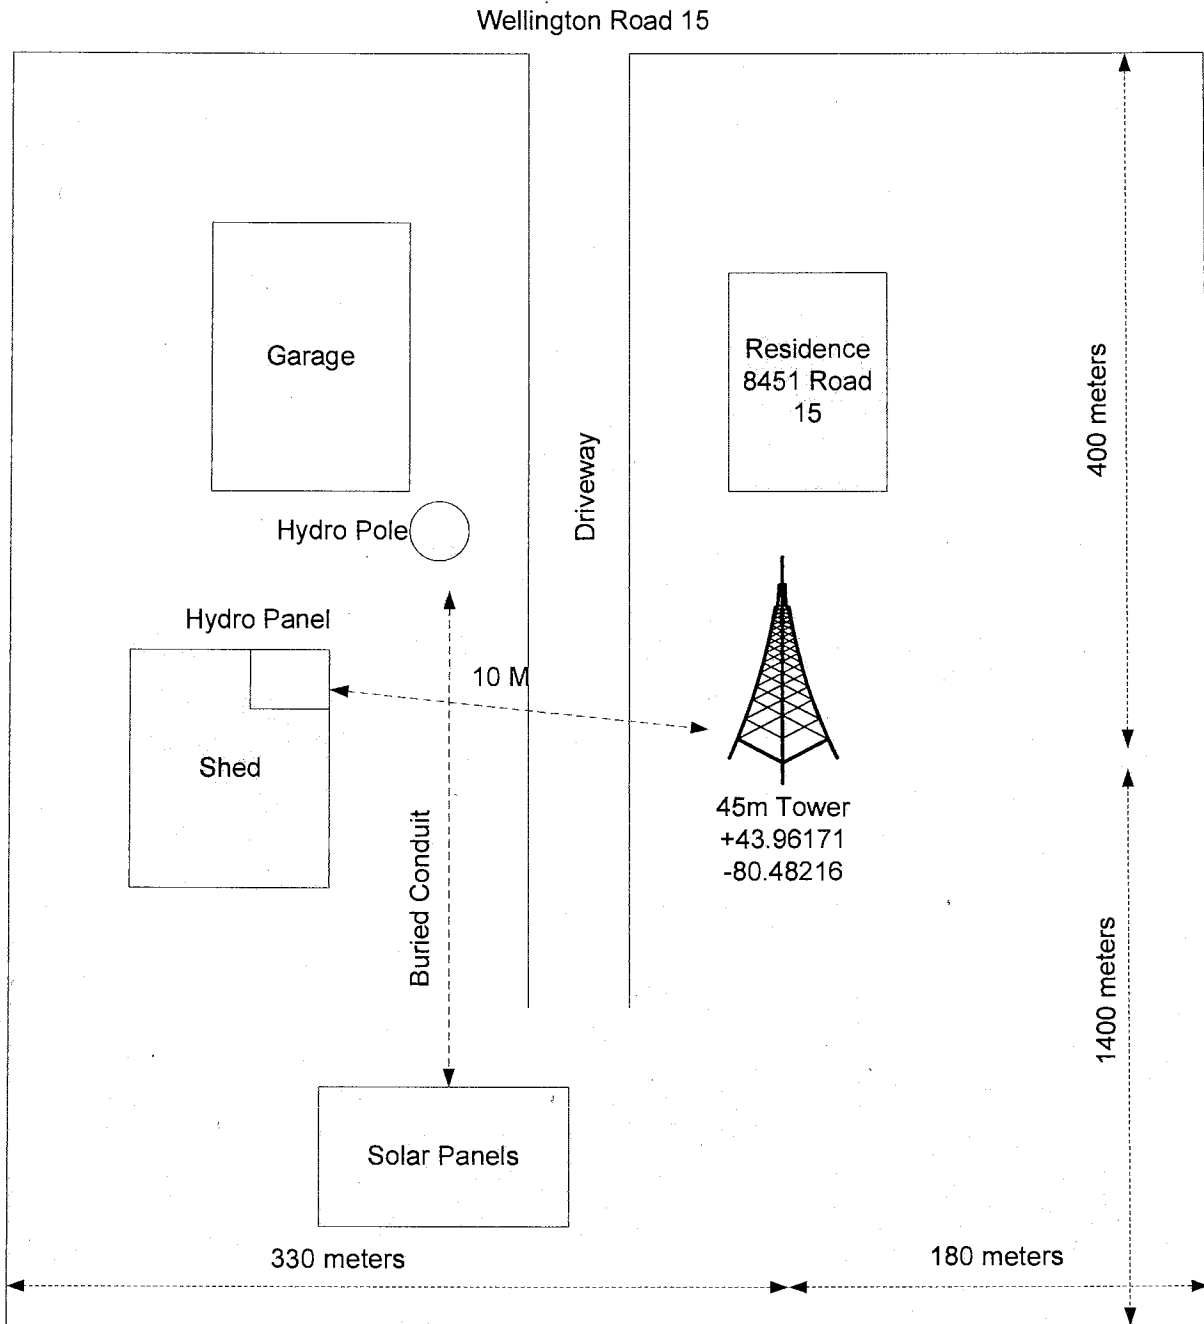 Wellington Road 15
Garage
Residence
8451 Road
15
400 meters
Driveway
Hydro Pole
Hydro Panel
10 M
Shed
45m Tower
+43.96171
-80.48216
Buried Conduit
1400 meters
Solar Panels
330 meters
180 meters